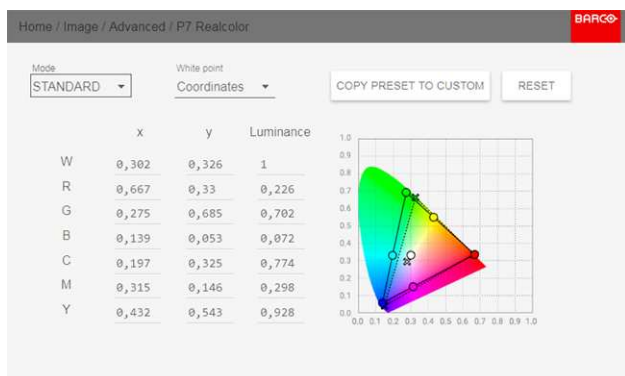 Home / Image / Advanced / P7 Realcolor
BARCO
Mode
White point
STANDARD
Coordinates
COPY PRESET TO CUSTOM
RESET
x y Luminance
W 0,302 0,326 1
R 0,667 0,33 0,226
G 0,275 0,685 0,702
B 0,139 0,053 0,072
C 0,197 0,325 0,774
M 0,315 0,146 0,298
Y 0,432 0,543 0,928
1.0
0.9
0.8
0.7
0.6
0.5
0.4
0.3
0.2
0.1
0.0
0.0 0.1 0.2 0.3 0.4 0.5 0.6 0.7 0.8 0.9 1.0